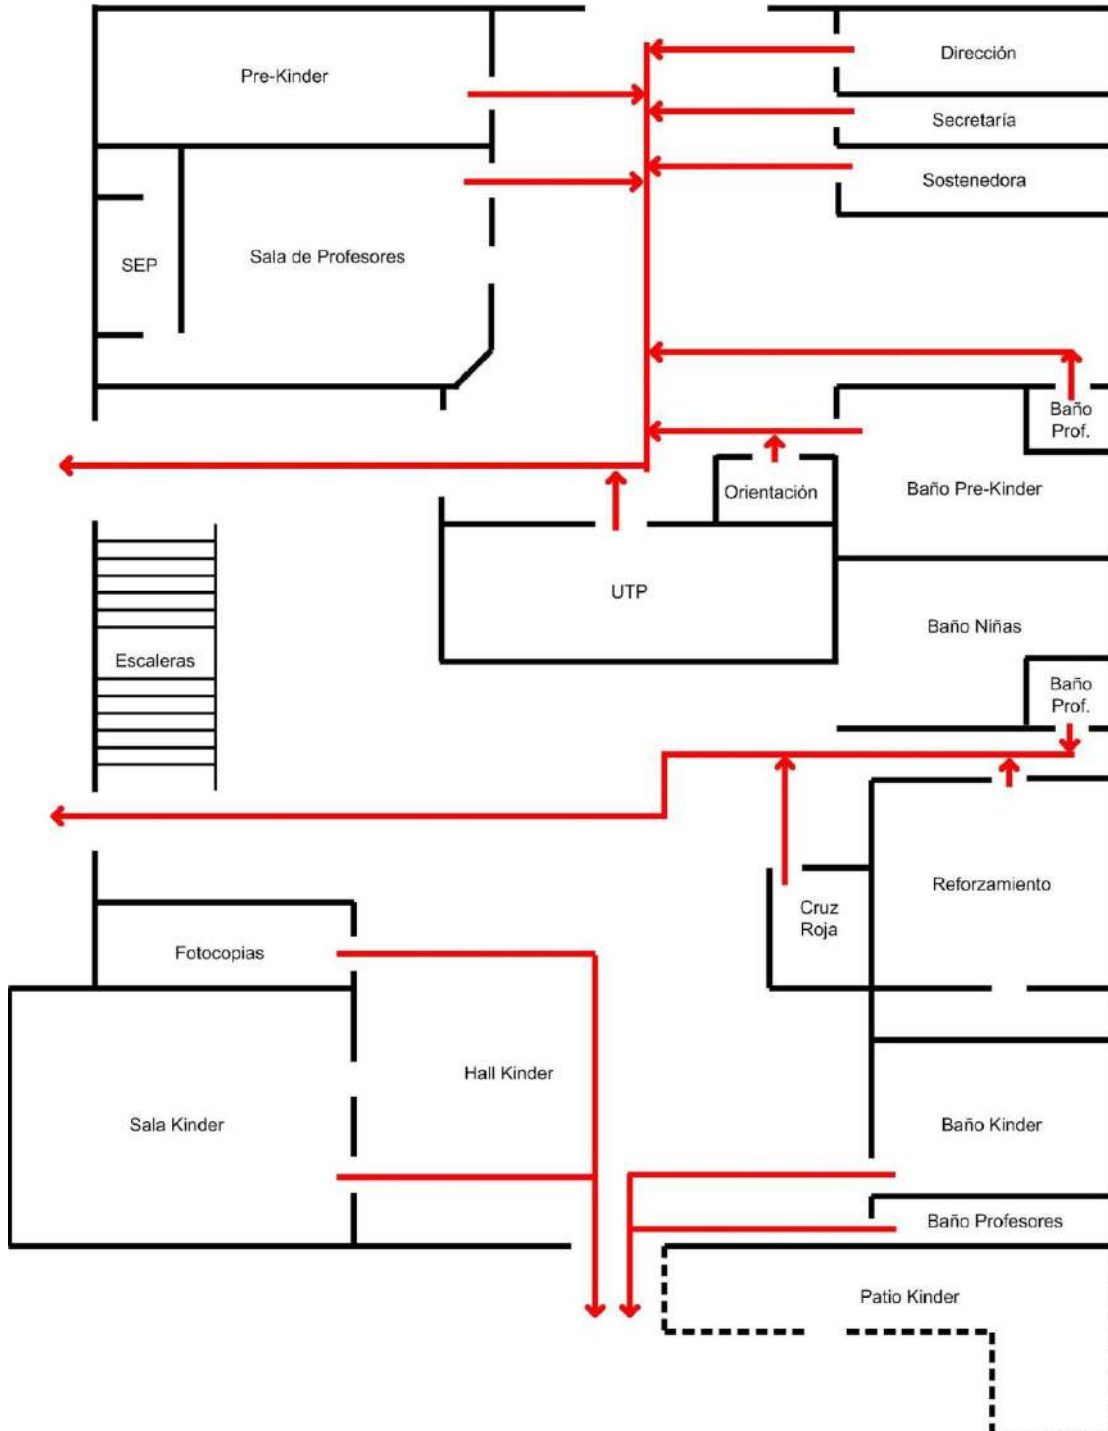 Pre-Kinder
Dirección
Secretaría
Sostenedora
SEP
Sala de Profesores
Baño
Prof.
Orientación
Baño Pre-Kinder
UTP
Baño Niñas
Escaleras
Baño
Prof.
Reforzamiento
Cruz
Roja
Fotocopias
Hall Kinder
Sala Kinder
Baño Kinder
Baño Profesores
Patio Kinder